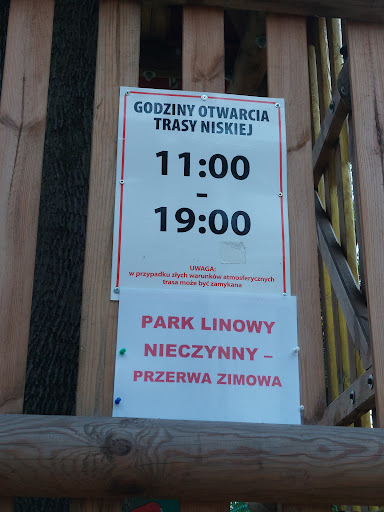 GODZINY OTWARCIA
TRASY NISKIEJ
11:00
-
19:00
UWAGA:
w przypadku złych warunków atmosferycznych
trasa może być zamykana
PARK LINOWY
NIECZYNNY –
PRZERWA ZIMOWA